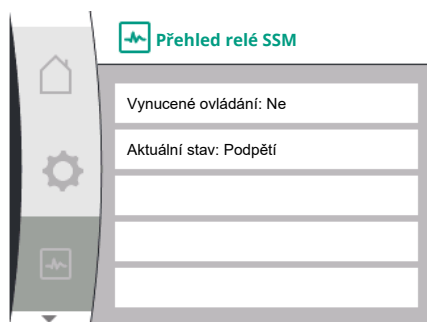 Přehled relé SSM
Vynucené ovládání: Ne
Aktuální stav: Podpětí